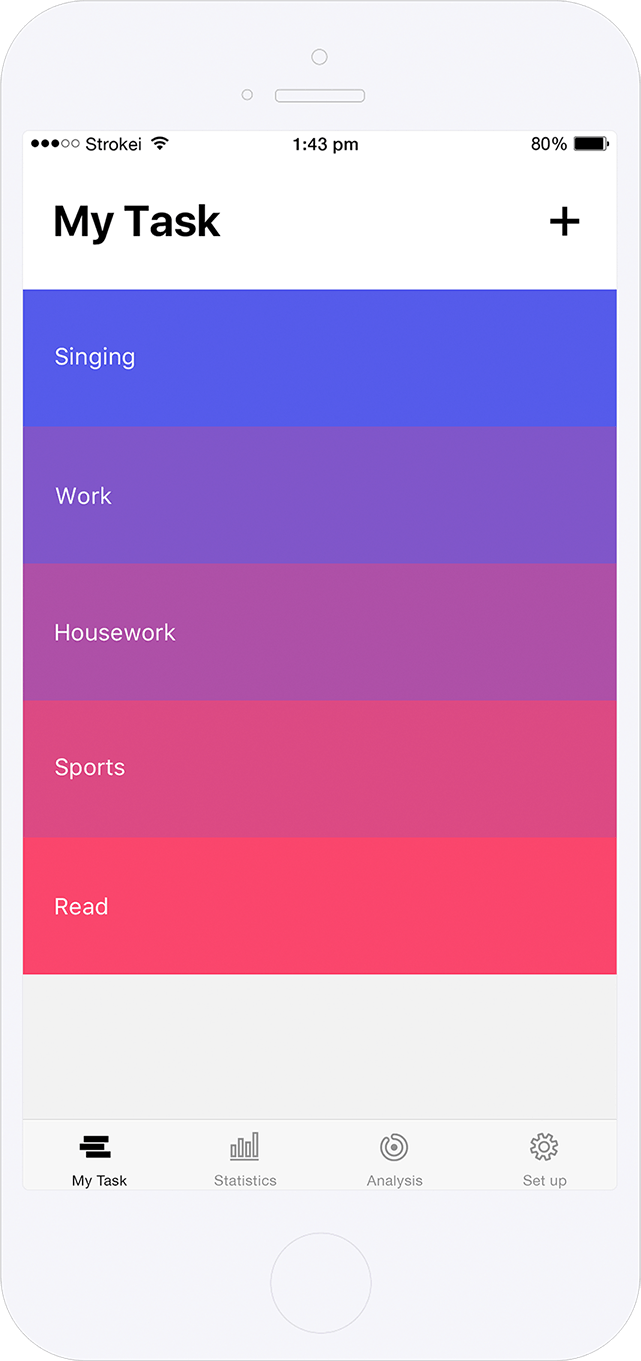 Strokei 1:43 pm 80%
My Task +
Singing
Work
Housework
Sports
Read
My Task Statistics Analysis Set up